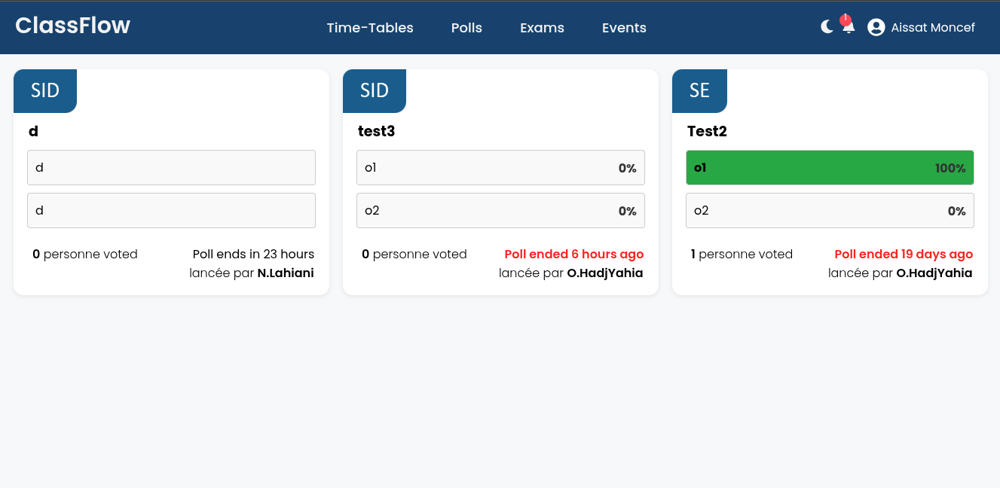 ClassFlow
Time-Tables Polls Exams Events
1
Aissat Moncef
SID
d
d
d
0 personne voted
Poll ends in 23 hours
lancée par N.Lahiani
SID
test3
o1 0%
o2 0%
0 personne voted
Poll ended 6 hours ago
lancée par O.HadjYahia
SE
Test2
o1 100%
o2 0%
1 personne voted
Poll ended 19 days ago
lancée par O.HadjYahia